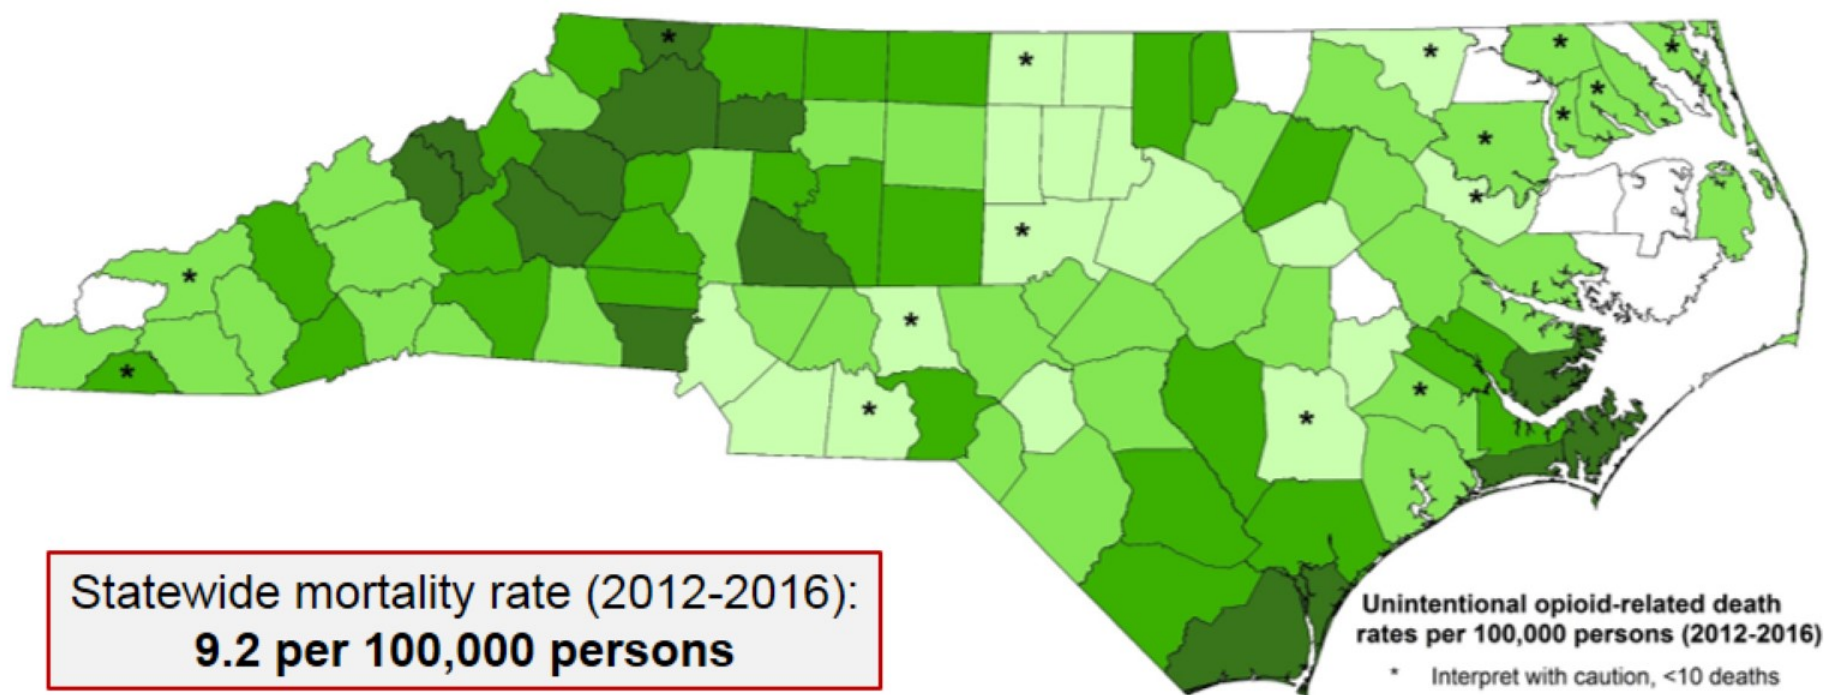 Statewide mortality rate (2012-2016):
9.2 per 100,000 persons
Unintentional opioid-related death
rates per 100,000 persons (2012-2016)
* Interpret with caution, <10 deaths